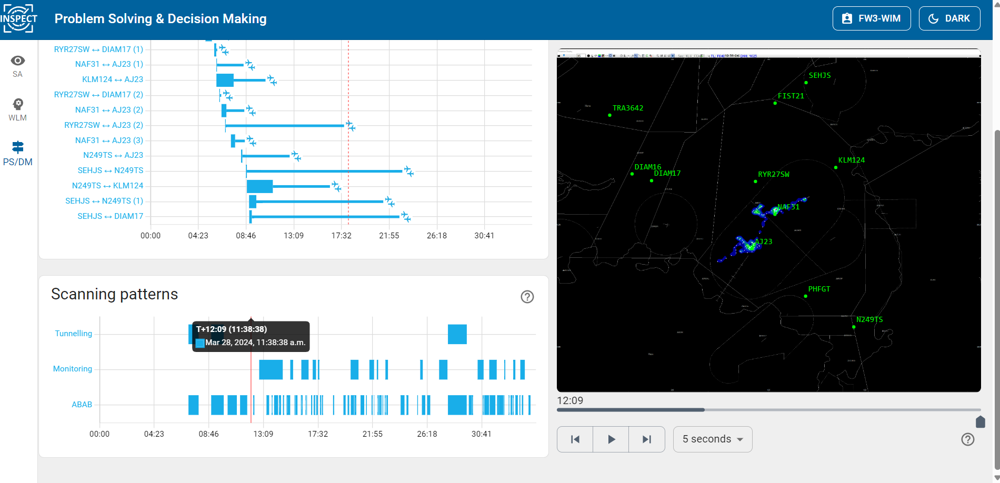 INSPECT
Problem Solving & Decision Making
FW3-WIM
DARK
SA
WLM
PS/DM
RYR27SW ↔ DIAM17 (1)
NAF31 ↔ AJ23 (1)
KLM124 ↔ AJ23
RYR27SW ↔ DIAM17 (2)
NAF31 ↔ AJ23 (2)
RYR27SW ↔ AJ23 (2)
NAF31 ↔ AJ23 (3)
N249TS ↔ AJ23
SEHJS ↔ N249TS
N249TS ↔ KLM124
SEHJS ↔ N249TS (1)
SEHJS ↔ DIAM17
00:00 04:23 08:46 13:09 17:32 21:55 26:18 30:41
Scanning patterns
Tunnelling
Monitoring
ABAB
T+12:09 (11:38:38)
Mar 28, 2024, 11:38:38 a.m.
00:00 04:23 08:46 13:09 17:32 21:55 26:18 30:41
SEHJS
FIST21
TRA3642
KLM124
DIAM16
DIAM17
RYR27SW
NAF31
AJ23
PHFGT
N249TS
12:09
5 seconds